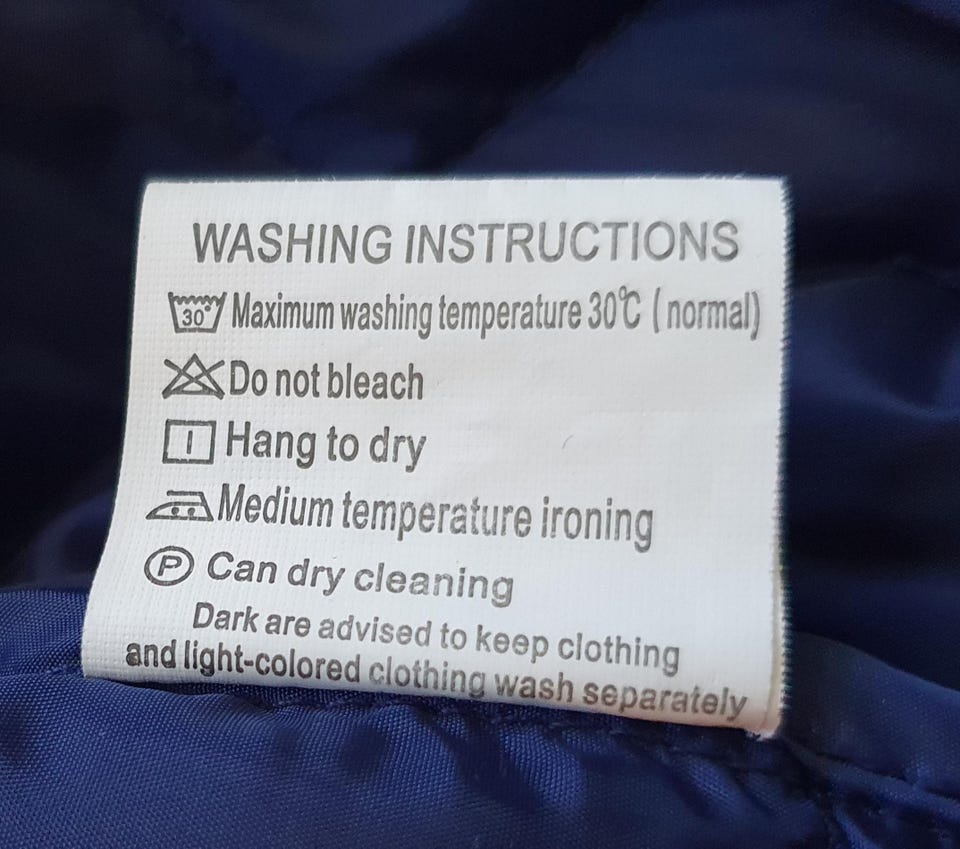 WASHING INSTRUCTIONS
30° Maximum washing temperature 30℃ (normal)
Do not bleach
Hang to dry
Medium temperature ironing
P Can dry cleaning
Dark are advised to keep clothing
and light-colored clothing wash separately